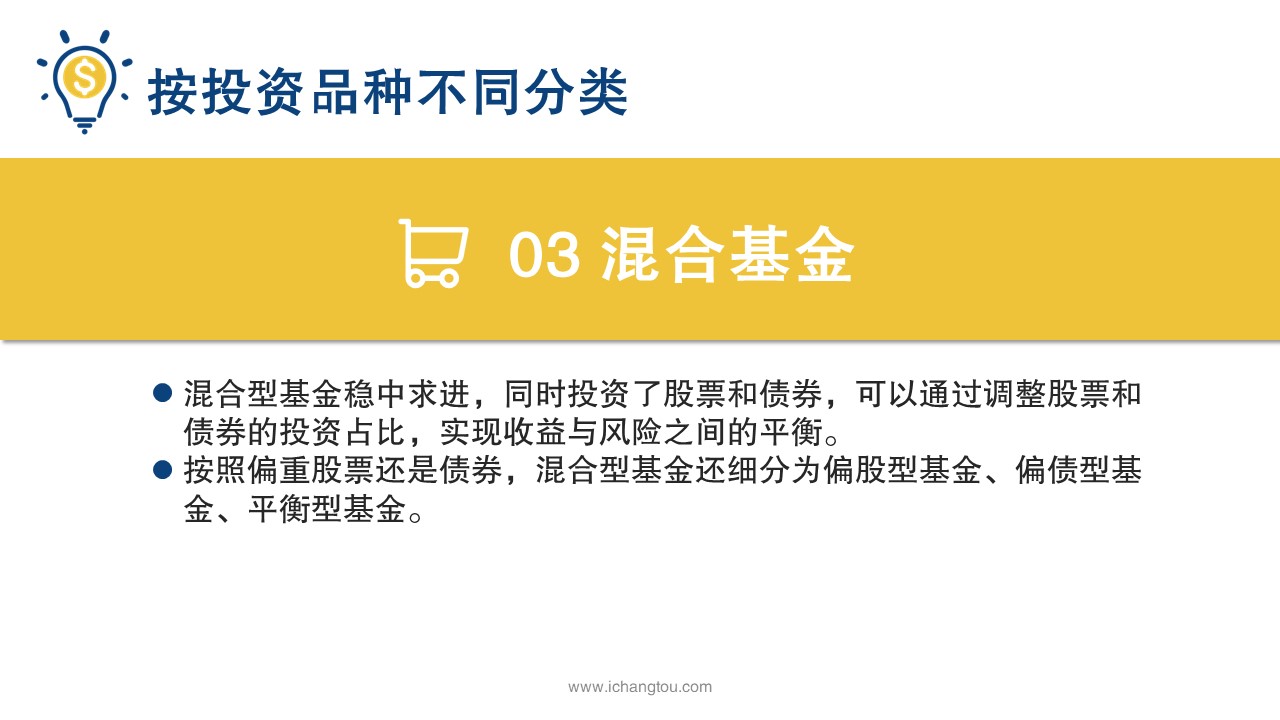 按投资品种不同分类
03 混合基金
混合型基金稳中求进，同时投资了股票和债券，可以通过调整股票和
债券的投资占比，实现收益与风险之间的平衡。
按照偏重股票还是债券，混合型基金还细分为偏股型基金、偏债型基
金、平衡型基金。
www.ichangtou.com